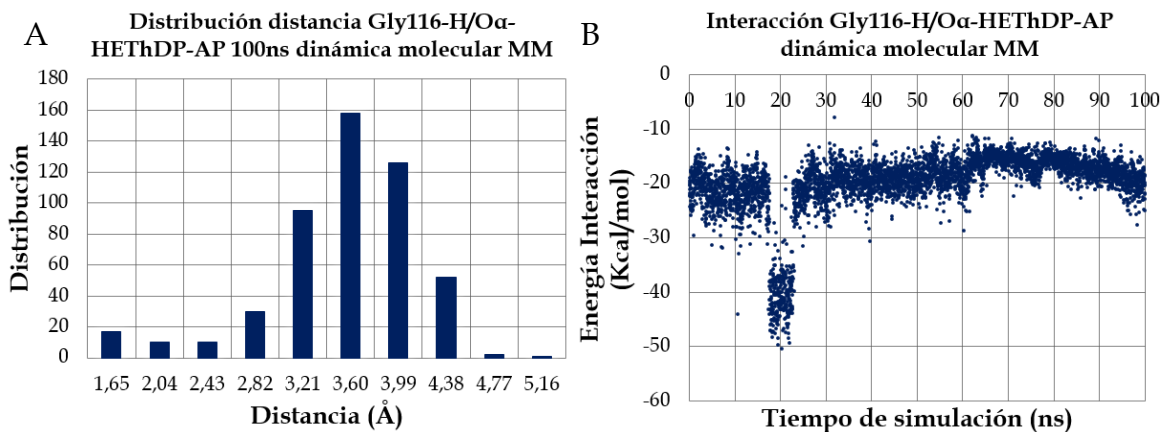 A
Distribución distancia Gly116-H/Oα-
HEThDP-AP 100ns dinámica molecular MM
Distribución
180
160
140
120
100
80
60
40
20
0
1,65 2,04 2,43 2,82 3,21 3,60 3,99 4,38 4,77 5,16
Distancia (Å)
B
Interacción Gly116-H/Oα-HEThDP-AP
dinámica molecular MM
Energía Interacción
(Kcal/mol)
0
-10
-20
-30
-40
-50
-60
0 10 20 30 40 50 60 70 80 90 100
Tiempo de simulación (ns)